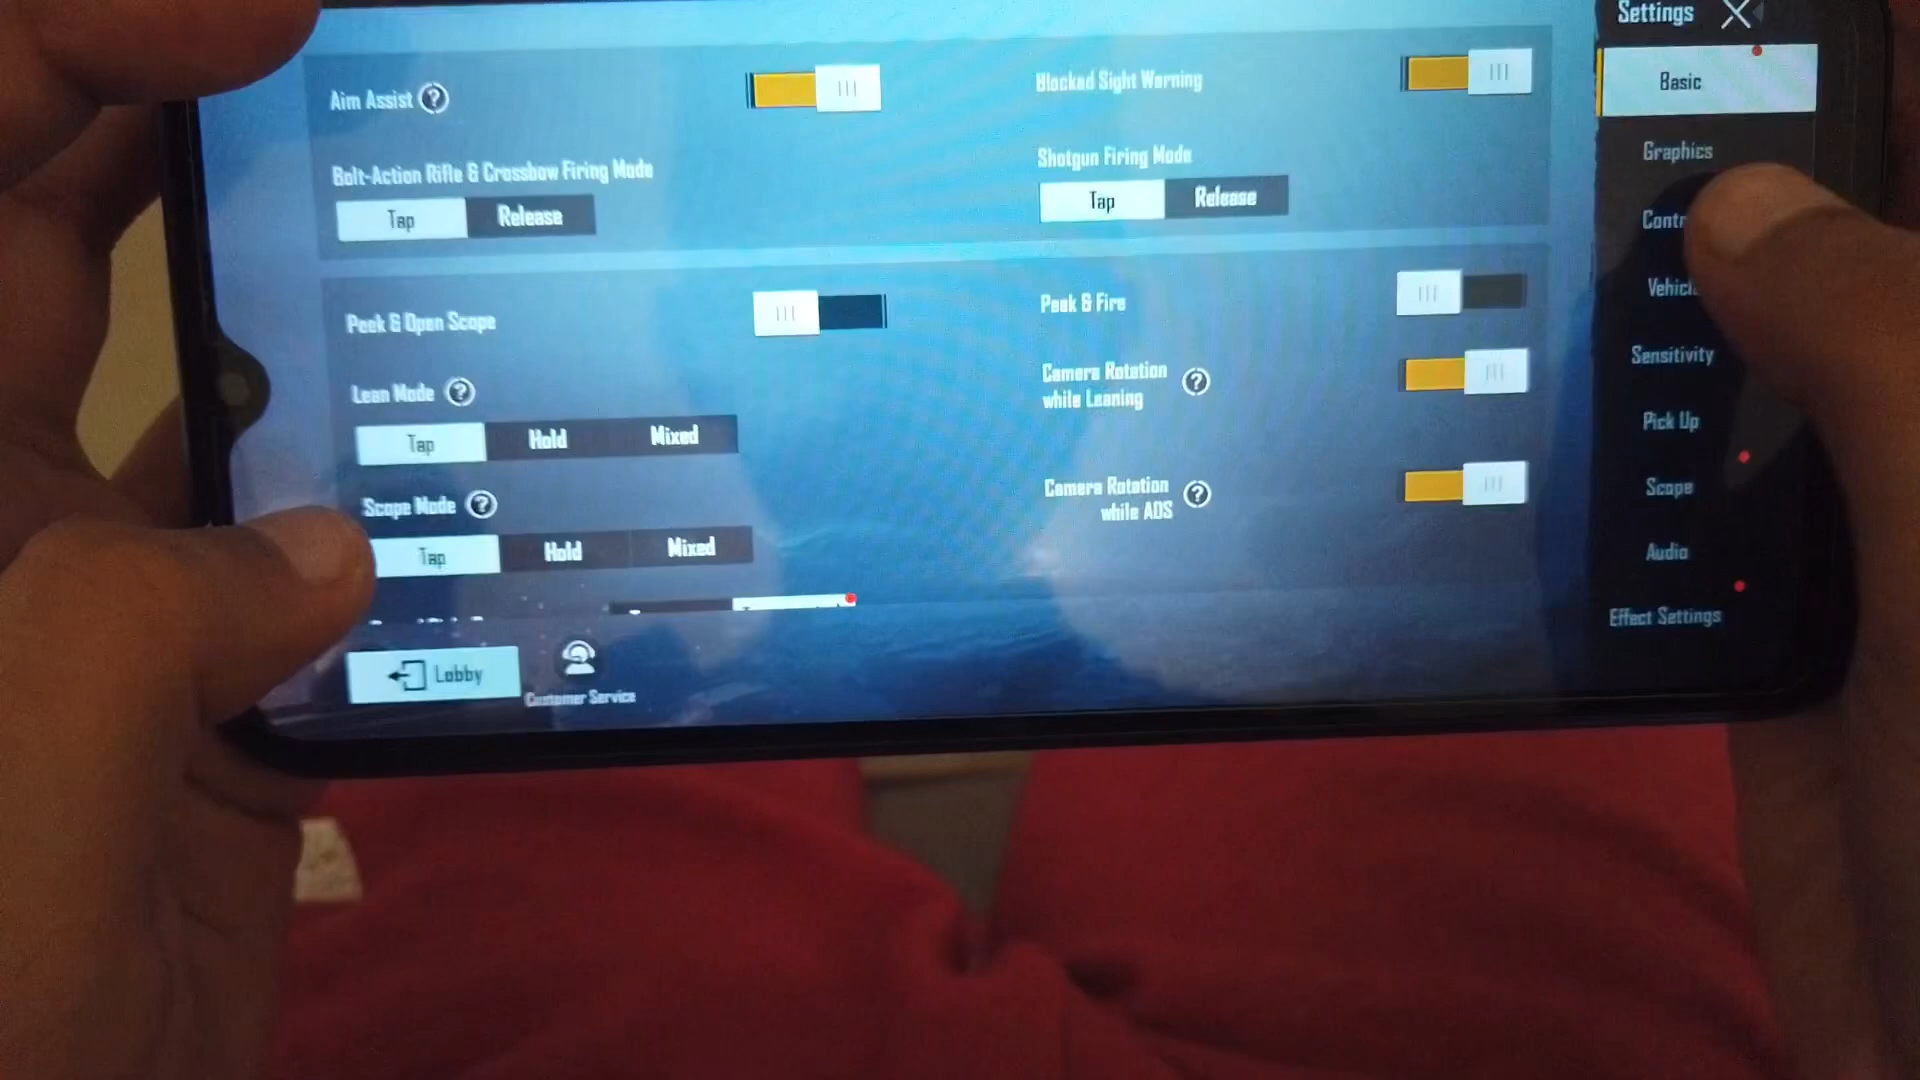 Settings
Aim Assist ?
Blocked Sight Warning
Basic
Bolt-Action Rifle & Crossbow Firing Mode
Tap Release
Shotgun Firing Mode
Tap Release
Graphics
Contr
Peek & Open Scope
Peek & Fire
Vehicl
Lean Mode ?
Tap Hold Mixed
Camera Rotation
while Leaning ?
Sensitivity
Pick Up
Scope Mode ?
Tap Hold Mixed
Camera Rotation
while ADS ?
Scope
Audio
Effect Settings
Lobby
Customer Service